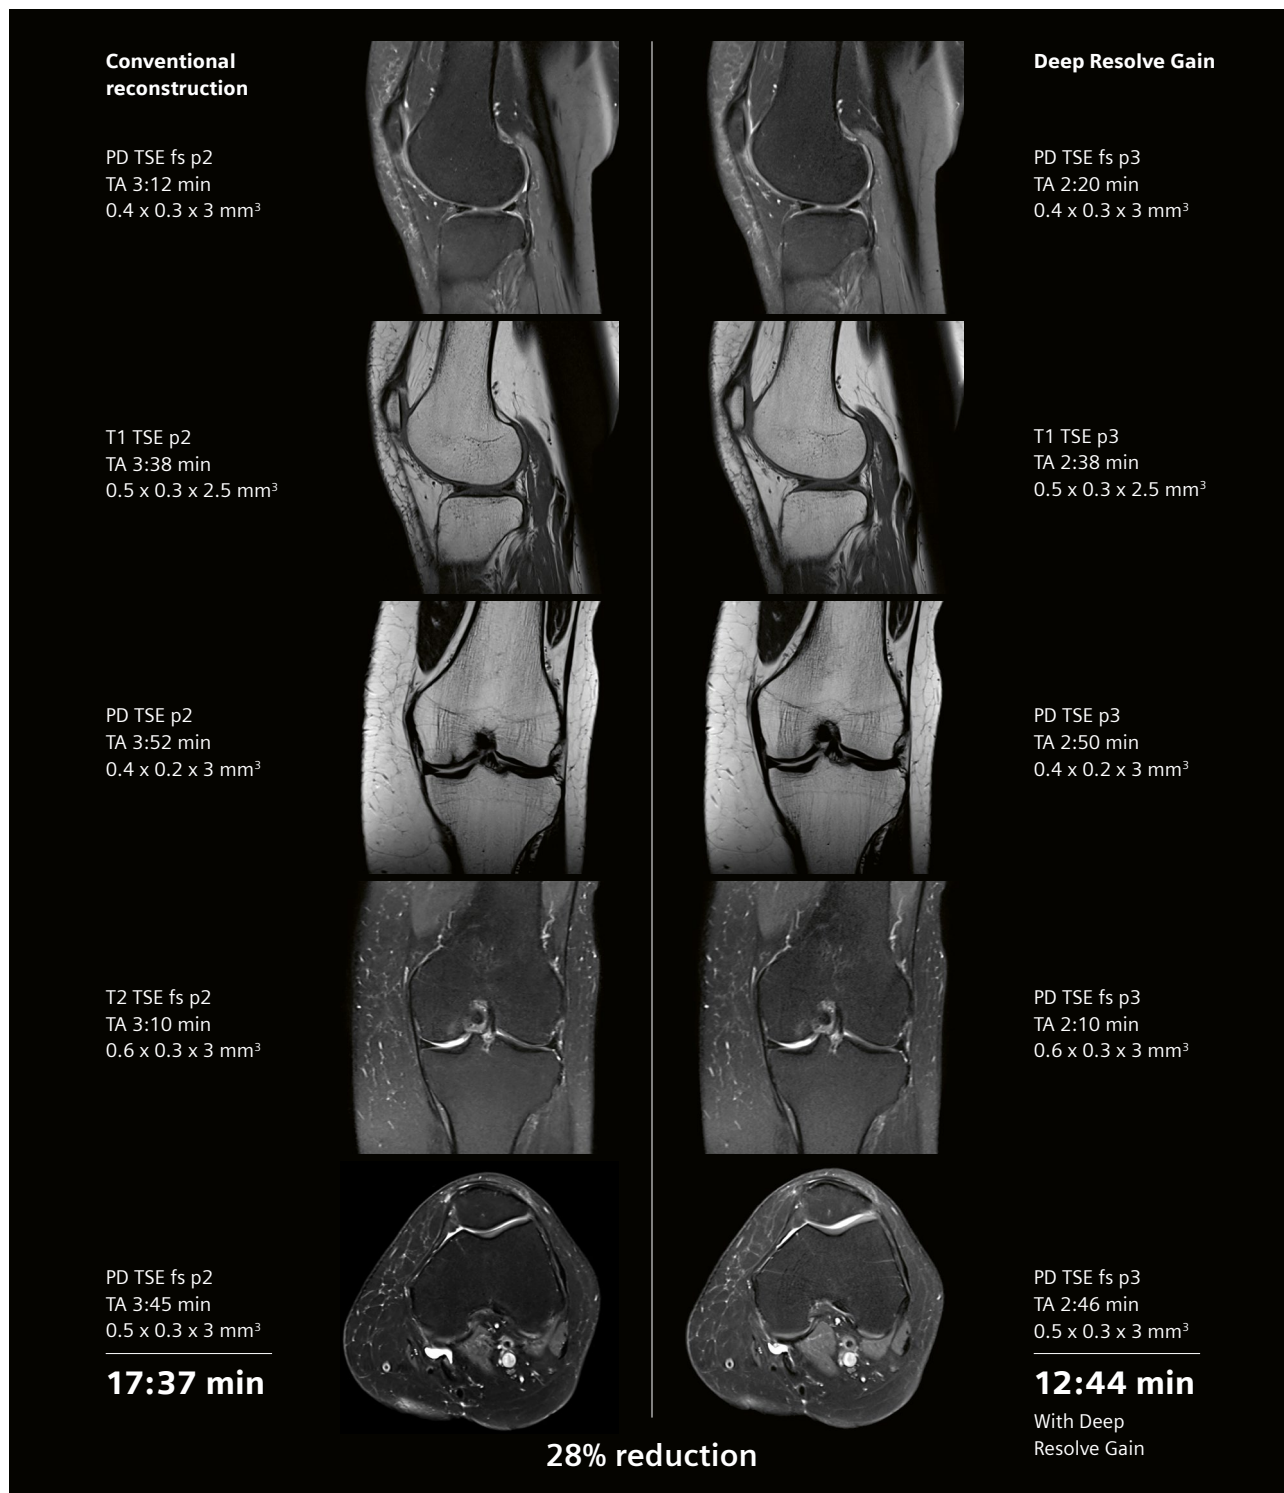 Conventional
reconstruction
PD TSE fs p2
TA 3:12 min
0.4 x 0.3 x 3 mm³
T1 TSE p2
TA 3:38 min
0.5 x 0.3 x 2.5 mm³
PD TSE p2
TA 3:52 min
0.4 x 0.2 x 3 mm³
T2 TSE fs p2
TA 3:10 min
0.6 x 0.3 x 3 mm³
PD TSE fs p2
TA 3:45 min
0.5 x 0.3 x 3 mm³
17:37 min
Deep Resolve Gain
PD TSE fs p3
TA 2:20 min
0.4 x 0.3 x 3 mm³
T1 TSE p3
TA 2:38 min
0.5 x 0.3 x 2.5 mm³
PD TSE p3
TA 2:50 min
0.4 x 0.2 x 3 mm³
PD TSE fs p3
TA 2:10 min
0.6 x 0.3 x 3 mm³
PD TSE fs p3
TA 2:46 min
0.5 x 0.3 x 3 mm³
12:44 min
With Deep
Resolve Gain
28% reduction